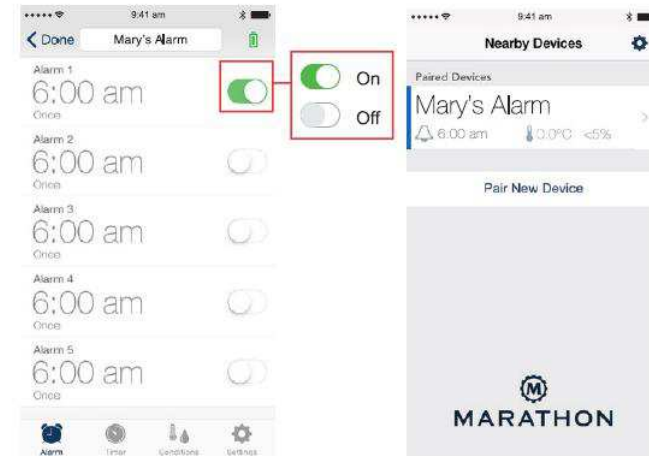 9:41 am
Done
Mary's Alarm
Alarm 1
6:00 am
Once
Alarm 2
6:00 am
Once
Alarm 3
6:00 am
Once
Alarm 4
6:00 am
Once
Alarm 5
6:00 am
Once
Alarm Timer Conditions Settings
On
Off
9:41 am
Nearby Devices
Paired Devices
Mary's Alarm
6:00 am 0.0°C <5%
Pair New Device
M
MARATHON